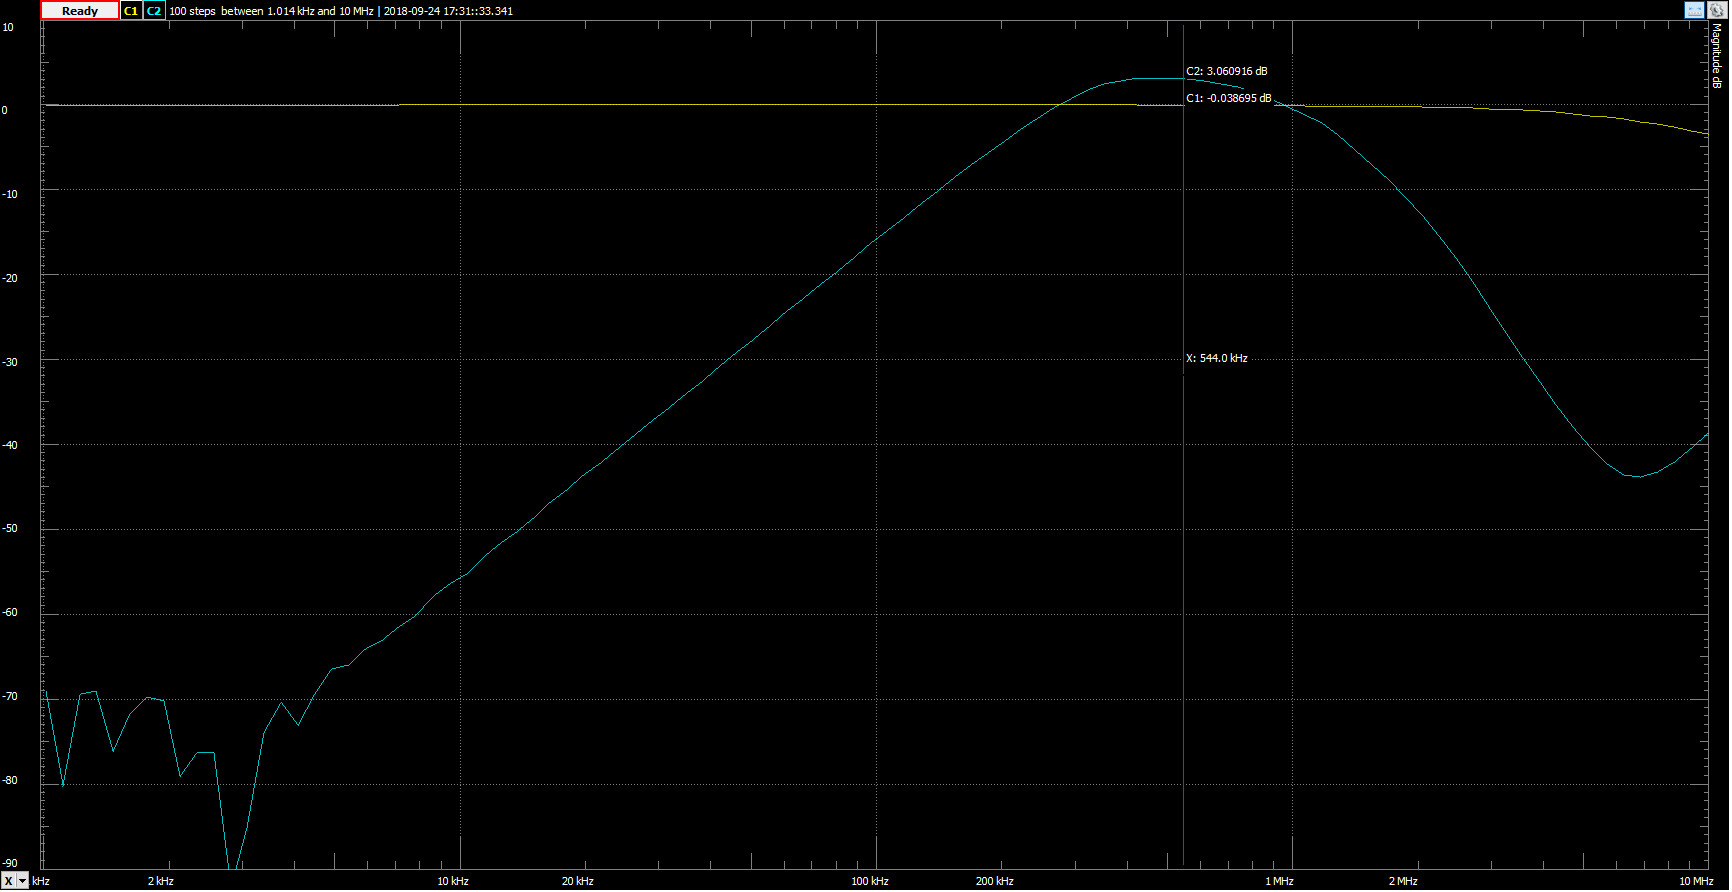 Ready C1 C2 100 steps between 1.014 kHz and 10 MHz | 2018-09-24 17:31::33.341
10
0
-10
-20
-30
-40
-50
-60
-70
-80
-90
Magnitude dB
C2: 3.060916 dB
C1: -0.038695 dB
X: 544.0 kHz
X kHz 2 kHz 10 kHz 20 kHz 100 kHz 200 kHz 1 MHz 2 MHz 10 MHz